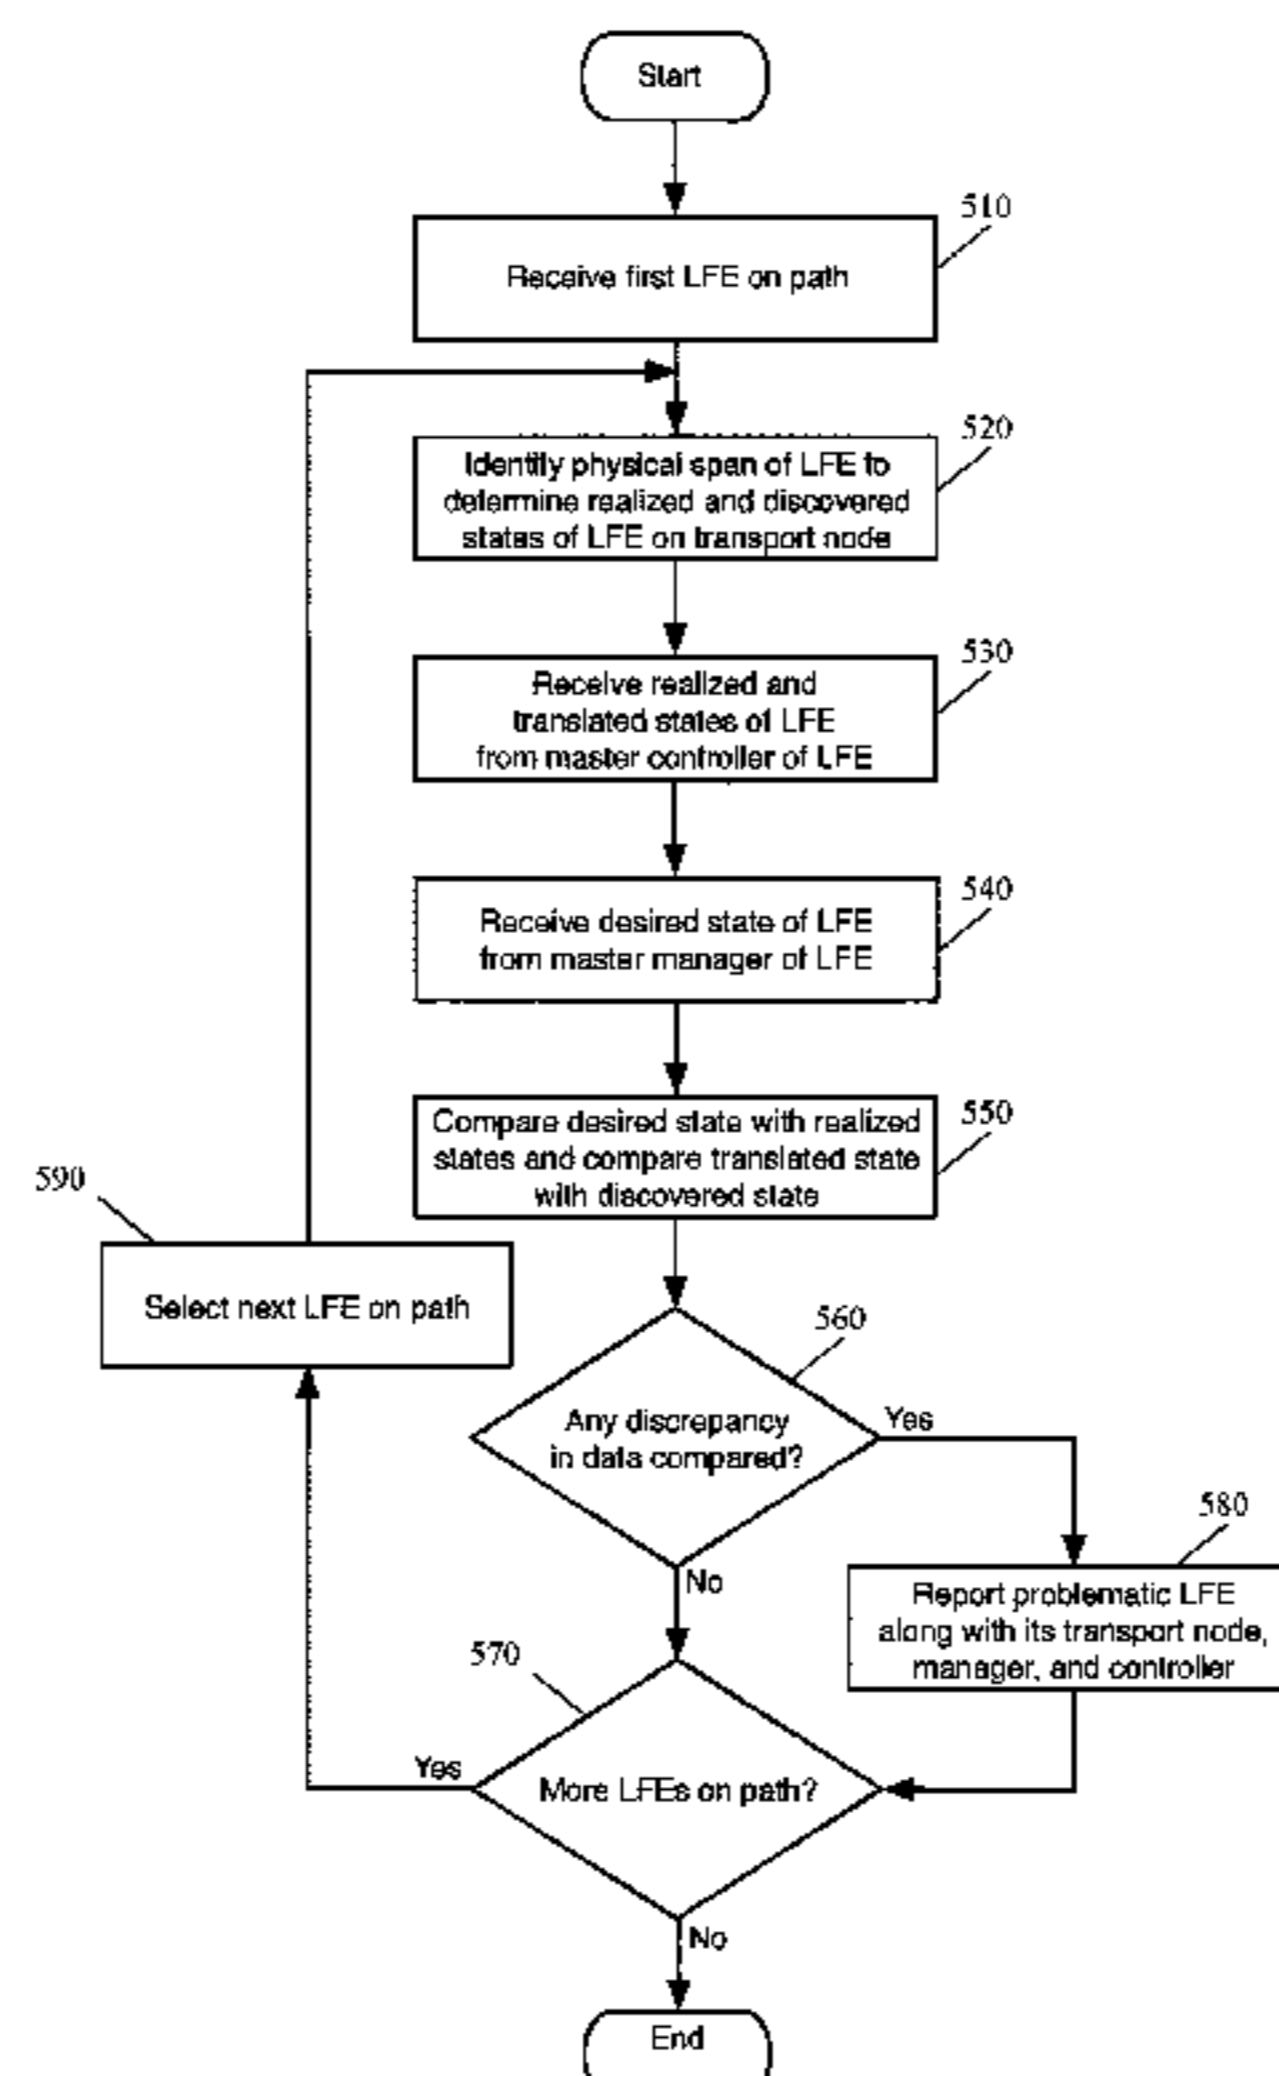 Start
510
Receive first LFE on path
520
Identify physical span of LFE to
determine realized and discovered
states of LFE on transport node
530
Receive realized and
translated states of LFE
from master controller of LFE
540
Receive desired state of LFE
from master manager of LFE
550
Compare desired state with realized
states and compare translated state
with discovered state
590
Select next LFE on path
560
Any discrepancy
in data compared?
Yes
No
580
Report problematic LFE
along with its transport node,
manager, and controller
570
More LFEs on path?
Yes
No
End